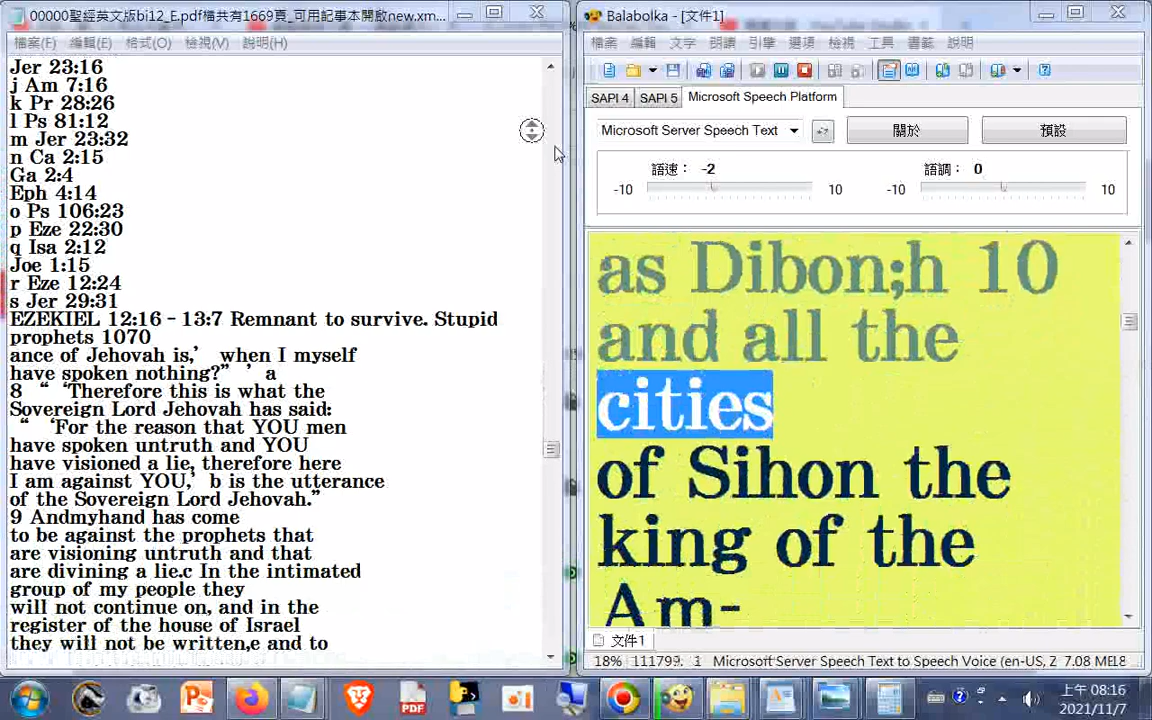 00000聖經英文版bi12_E.pdf檔共有1669頁_可用記事本開啟new.xm...
檔案(F) 編輯(E) 格式(O) 檢視(V) 說明(H)
Jer 23:16
j Am 7:16
k Pr 28:26
l Ps 81:12
m Jer 23:32
n Ca 2:15
Ga 2:4
Eph 4:14
o Ps 106:23
p Eze 22:30
q Isa 2:12
Joe 1:15
r Eze 12:24
s Jer 29:31
EZEKIEL 12:16–13:7 Remnant to survive. Stupid
prophets 1070
ance of Jehovah is,’ when I myself
have spoken nothing?” ’ a
8 “ ‘Therefore this is what the
Sovereign Lord Jehovah has said:
“ ‘For the reason that YOU men
have spoken untruth and YOU
have visioned a lie, therefore here
I am against YOU,’ b is the utterance
of the Sovereign Lord Jehovah.”
9 Andmyhand has come
to be against the prophets that
are visioning untruth and that
are divining a lie.c In the intimated
group of my people they
will not continue on, and in the
register of the house of Israel
they will not be written,e and to
Balabolka - [文件1]
檔案 編輯 文字 朗讀 引擎 選項 檢視 工具 書籤 說明
SAPI 4 SAPI 5 Microsoft Speech Platform
Microsoft Server Speech Text 關於 預設
語速： -2 語調： 0
-10 10 -10 10
as Dibon;h 10
and all the
cities
of Sihon the
king of the
Am-
文件1
18% 111799: 1 Microsoft Server Speech Text to Speech Voice (en-US, Z 7.08 MEL8
上午 08:16
2021/11/7